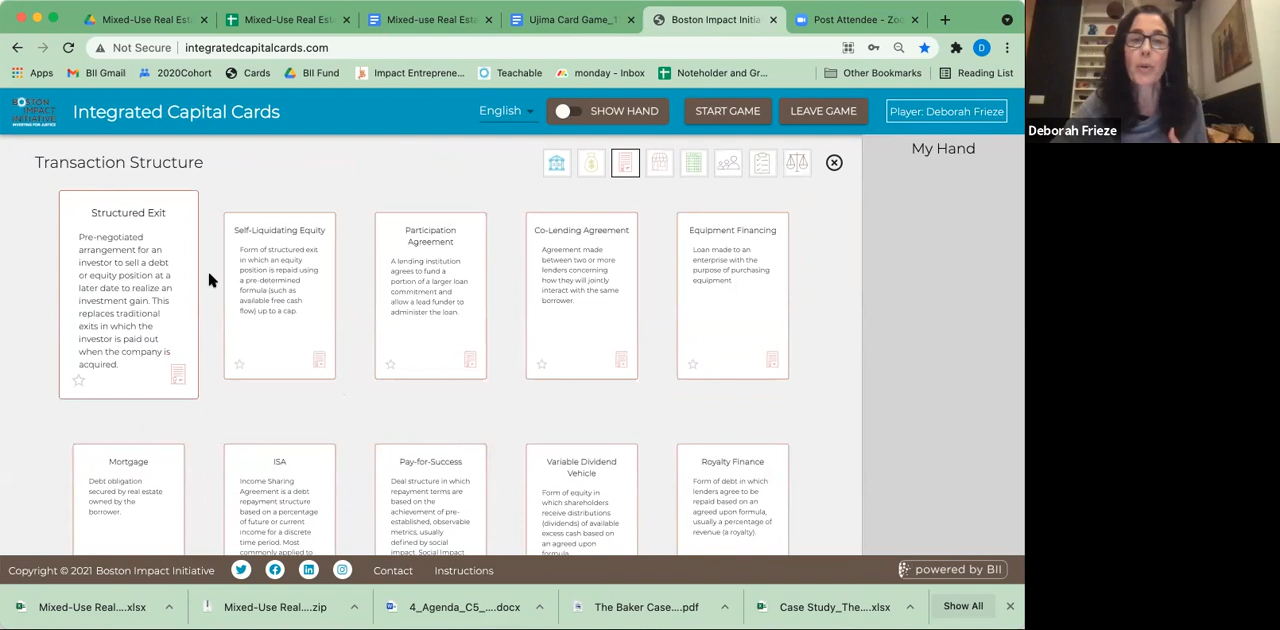 Mixed-Use Real Est
Mixed-Use Real Est
Mixed-use Real Est
Ujima Card Game_1
Boston Impact Initia
Post Attendee - Zoo
Not Secure
integratedcapitalcards.com
D
Apps
BII Gmail
2020Cohort
Cards
BII Fund
Impact Entreprene...
Teachable
monday - Inbox
Noteholder and Gr...
Other Bookmarks
Reading List
BOSTON
IMPACT
INITIATIVE
INVESTING FOR JUSTICE
Integrated Capital Cards
English
SHOW HAND
START GAME
LEAVE GAME
Player: Deborah Frieze
Deborah Frieze
Transaction Structure
My Hand
Structured Exit
Pre-negotiated
arrangement for an
investor to sell a debt
or equity position at a
later date to realize an
investment gain. This
replaces traditional
exits in which the
investor is paid out
when the company is
acquired.
Self-Liquidating Equity
Form of structured exit
in which an equity
position is repaid using
a pre-determined
formula (such as
available free cash
flow) up to a cap.
Participation
Agreement
A lending institution
agrees to fund a
portion of a larger loan
commitment and
allow a lead funder to
administer the loan.
Co-Lending Agreement
Agreement made
between two or more
lenders concerning
how they will jointly
interact with the same
borrower.
Equipment Financing
Loan made to an
enterprise with the
purpose of purchasing
equipment
Mortgage
Debt obligation
secured by real estate
owned by the
borrower.
ISA
Income Sharing
Agreement is a debt
repayment structure
based on a percentage
of future or current
income for a discrete
time period. Most
commonly applied to
Pay-for-Success
Deal structure in which
repayment terms are
based on the
achievement of pre-
established, observable
metrics, usually
defined by social
impact. Social Impact
Variable Dividend
Vehicle
Form of equity in
which shareholders
receive distributions
(dividends) of available
excess cash based on
an agreed upon
formula.
Royalty Finance
Form of debt in which
lenders agree to be
repaid based on an
agreed upon formula,
usually a percentage of
revenue (a royalty).
Copyright © 2021 Boston Impact Initiative
Contact
Instructions
powered by BII
Mixed-Use Real....xlsx
Mixed-Use Real....zip
4_Agenda_C5_....docx
The Baker Case....pdf
Case Study_The....xlsx
Show All